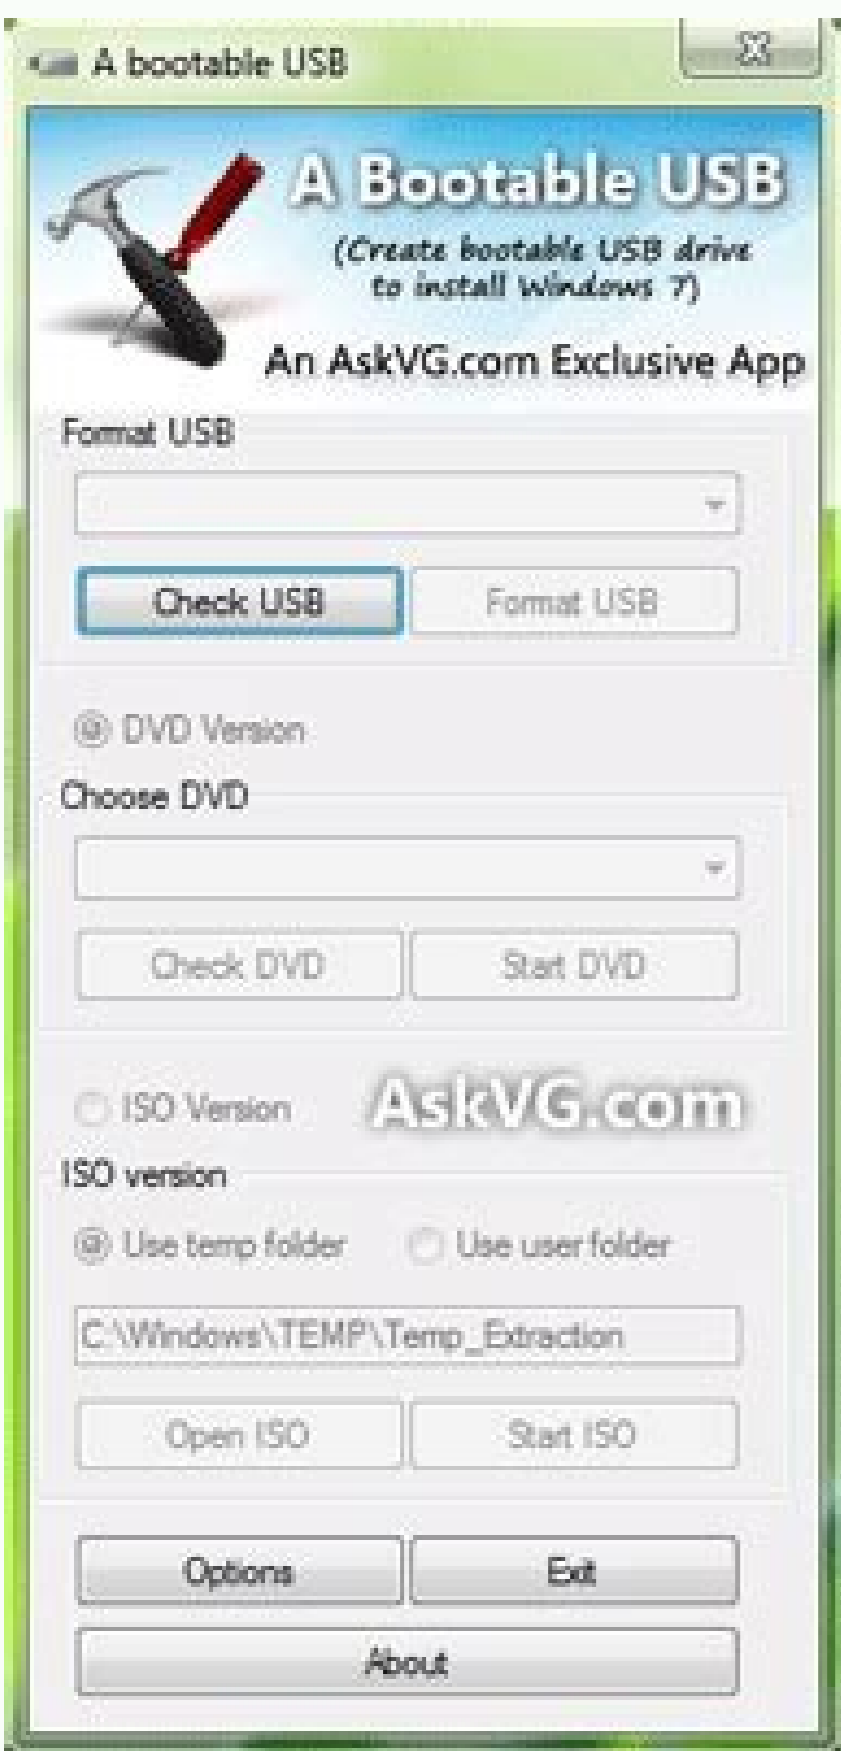 A bootable USB
A Bootable USB
(Create bootable USB drive
to install Windows 7)
An AskVG.com Exclusive App
Format USB
Check USB
Format USB
DVD Version
Choose DVD
Check DVD
Start DVD
ISO Version
AskVG.com
ISO version
Use temp folder
Use user folder
C:\Windows\TEMP\Temp_Extraction
Open ISO
Start ISO
Options
Exit
About